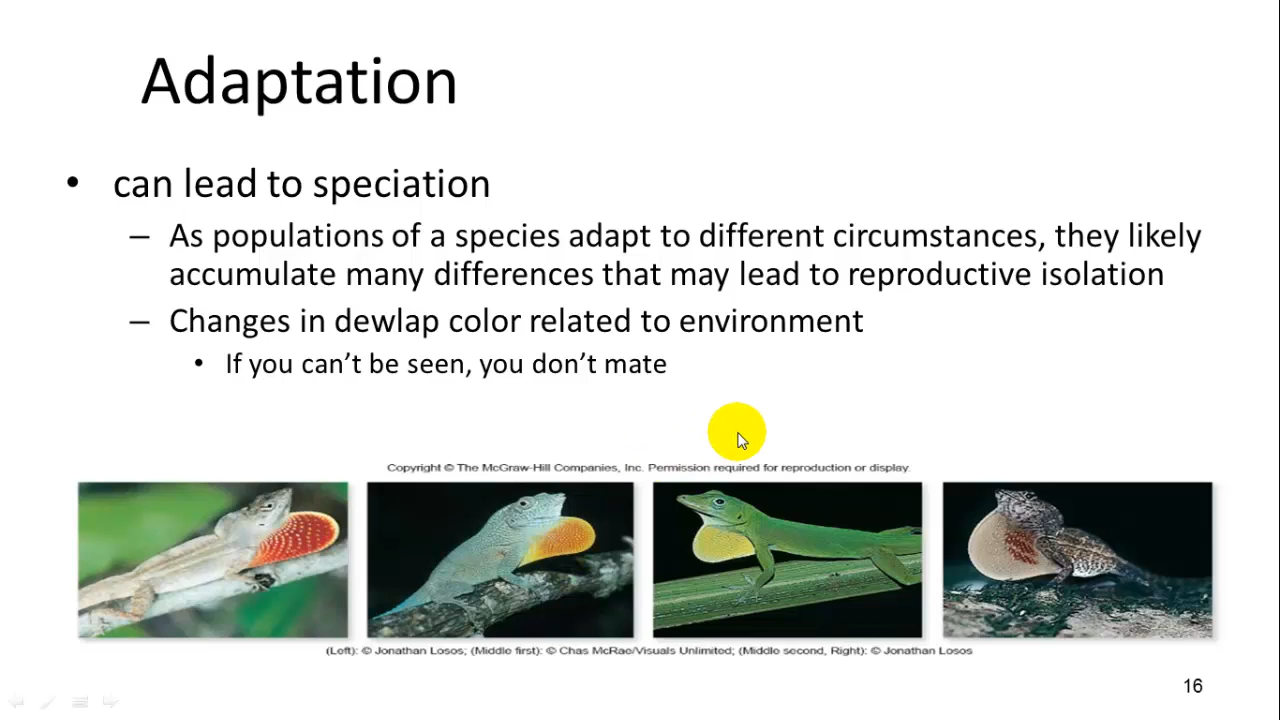 Adaptation
• can lead to speciation
– As populations of a species adapt to different circumstances, they likely
accumulate many differences that may lead to reproductive isolation
– Changes in dewlap color related to environment
• If you can’t be seen, you don’t mate
Copyright © The McGraw-Hill Companies, Inc. Permission required for reproduction or display.
(Left): © Jonathan Losos; (Middle first): © Chas McRae/Visuals Unlimited; (Middle second, Right): © Jonathan Losos
16